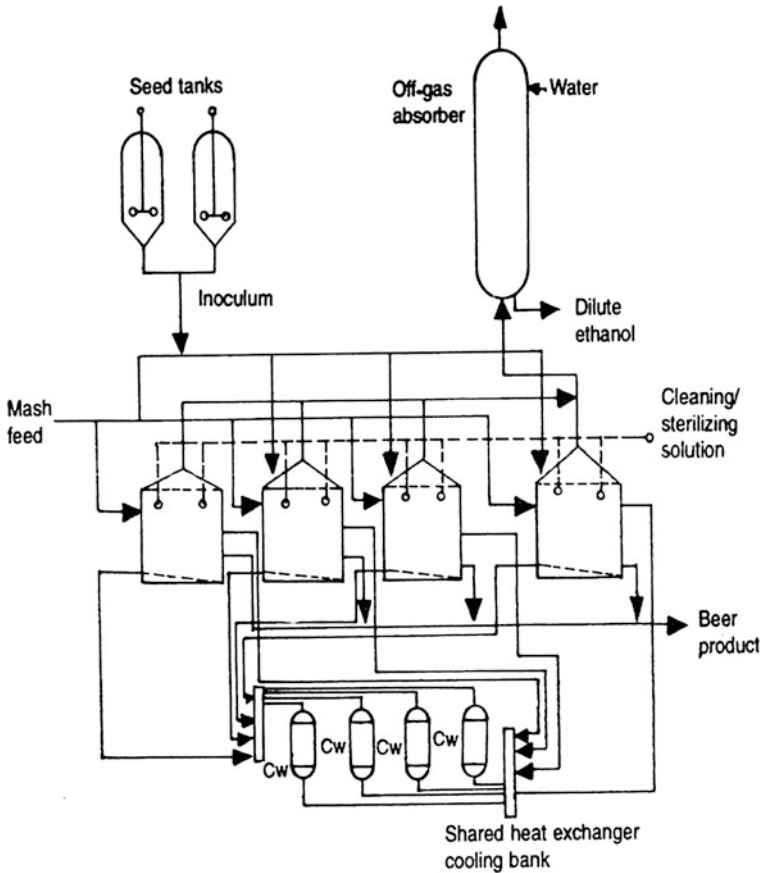 Seed tanks
Off-gas
absorber
Water
Inoculum
Dilute
ethanol
Mash
feed
Cleaning/
sterilizing
solution
Beer
product
Cw
Cw
Cw
Cw
Shared heat exchanger
cooling bank